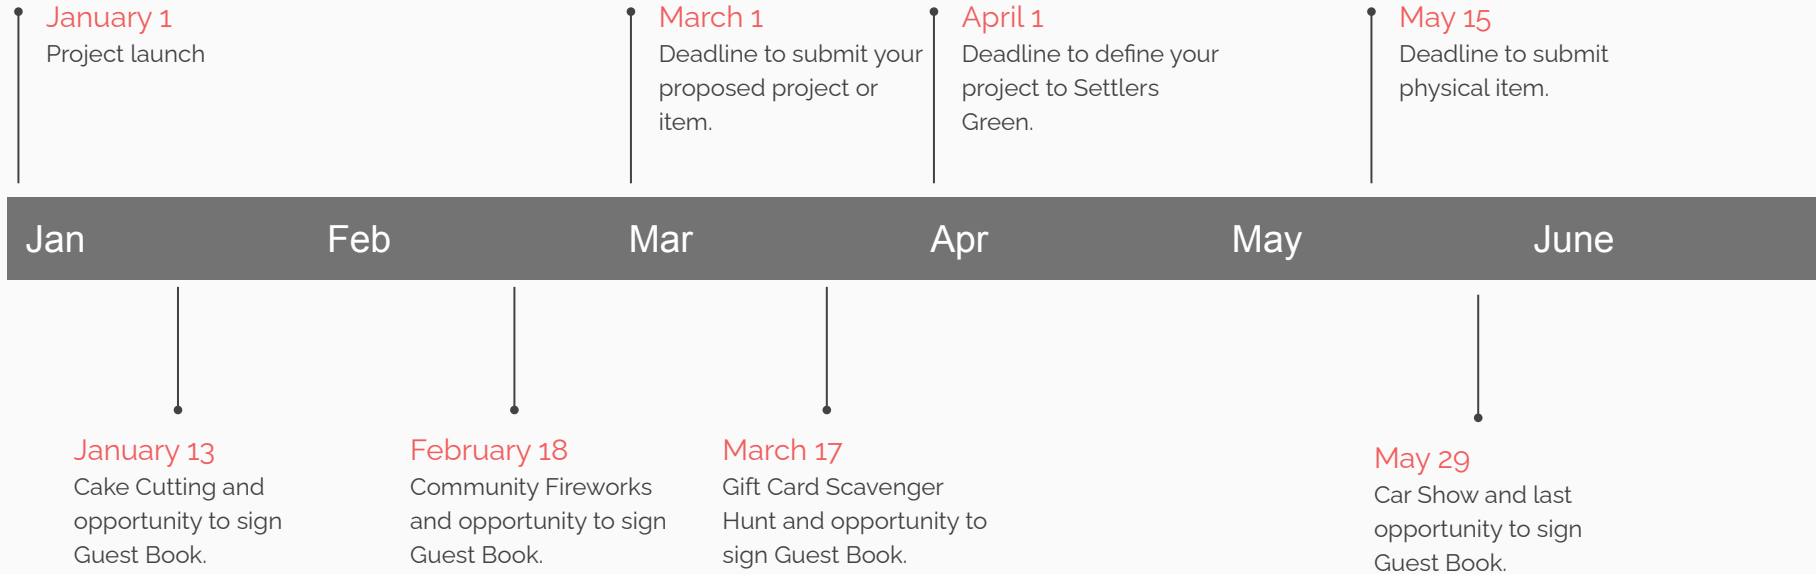 January 1
Project launch
March 1
Deadline to submit your
proposed project or
item.
April 1
Deadline to define your
project to Settlers
Green.
May 15
Deadline to submit
physical item.
Jan
Feb
Mar
Apr
May
June
January 13
Cake Cutting and
opportunity to sign
Guest Book.
February 18
Community Fireworks
and opportunity to sign
Guest Book.
March 17
Gift Card Scavenger
Hunt and opportunity to
sign Guest Book.
May 29
Car Show and last
opportunity to sign
Guest Book.